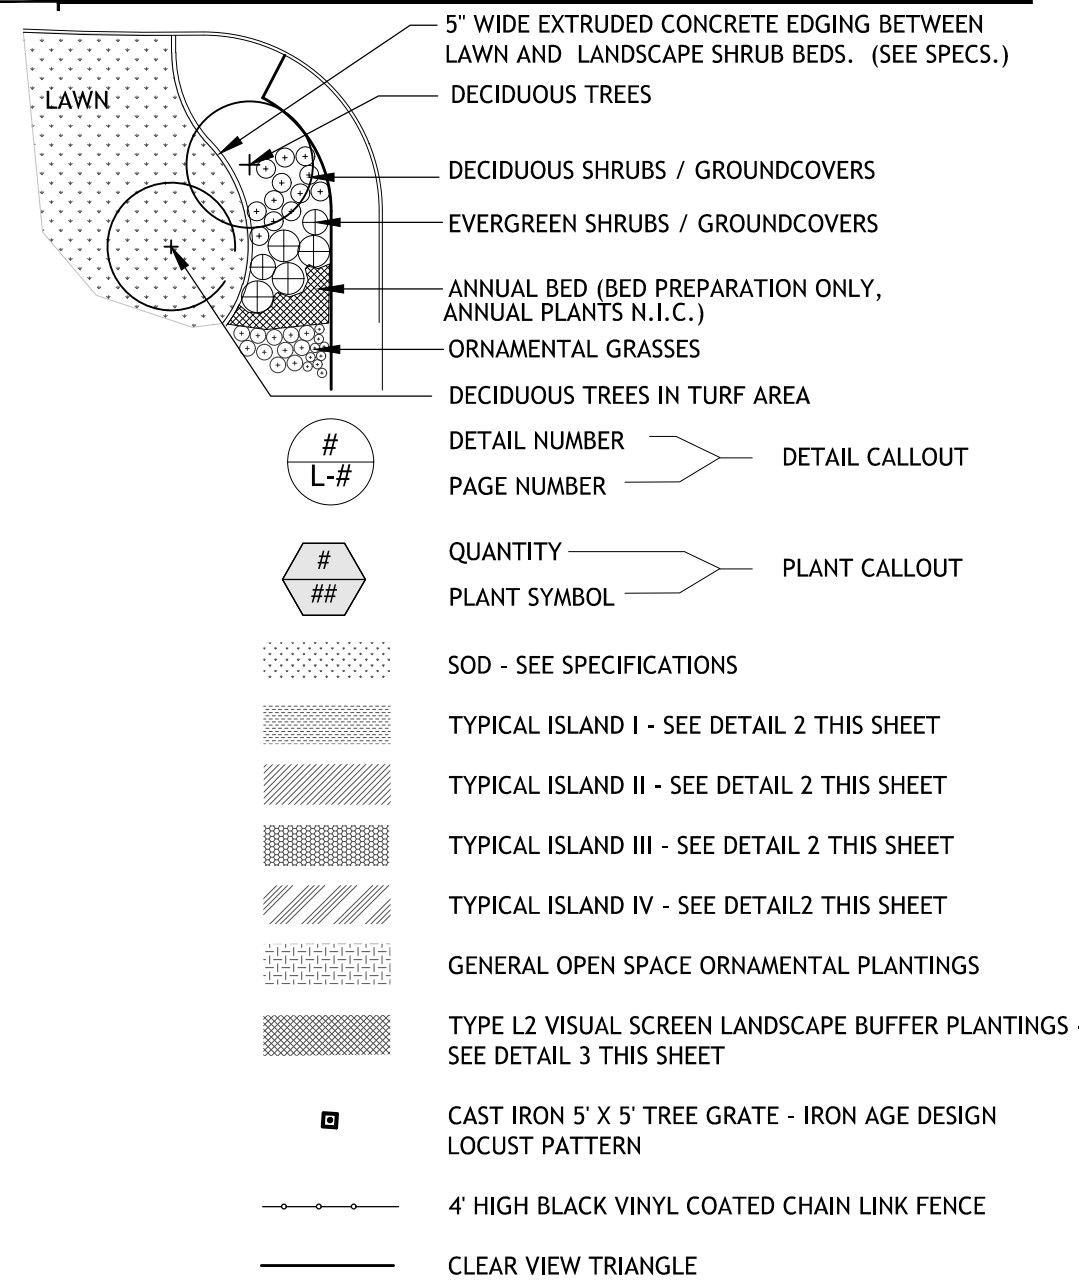 5" WIDE EXTRUDED CONCRETE EDGING BETWEEN
LAWN AND LANDSCAPE SHRUB BEDS. (SEE SPECS.)
LAWN
DECIDUOUS TREES
DECIDUOUS SHRUBS / GROUNDCOVERS
EVERGREEN SHRUBS / GROUNDCOVERS
ANNUAL BED (BED PREPARATION ONLY,
ANNUAL PLANTS N.I.C.)
ORNAMENTAL GRASSES
DECIDUOUS TREES IN TURF AREA
#
L-#
DETAIL NUMBER
PAGE NUMBER
DETAIL CALLOUT
#
##
QUANTITY
PLANT SYMBOL
PLANT CALLOUT
SOD - SEE SPECIFICATIONS
TYPICAL ISLAND I - SEE DETAIL 2 THIS SHEET
TYPICAL ISLAND II - SEE DETAIL 2 THIS SHEET
TYPICAL ISLAND III - SEE DETAIL 2 THIS SHEET
TYPICAL ISLAND IV - SEE DETAIL2 THIS SHEET
GENERAL OPEN SPACE ORNAMENTAL PLANTINGS
TYPE L2 VISUAL SCREEN LANDSCAPE BUFFER PLANTINGS -
SEE DETAIL 3 THIS SHEET
CAST IRON 5' X 5' TREE GRATE - IRON AGE DESIGN
LOCUST PATTERN
4' HIGH BLACK VINYL COATED CHAIN LINK FENCE
CLEAR VIEW TRIANGLE